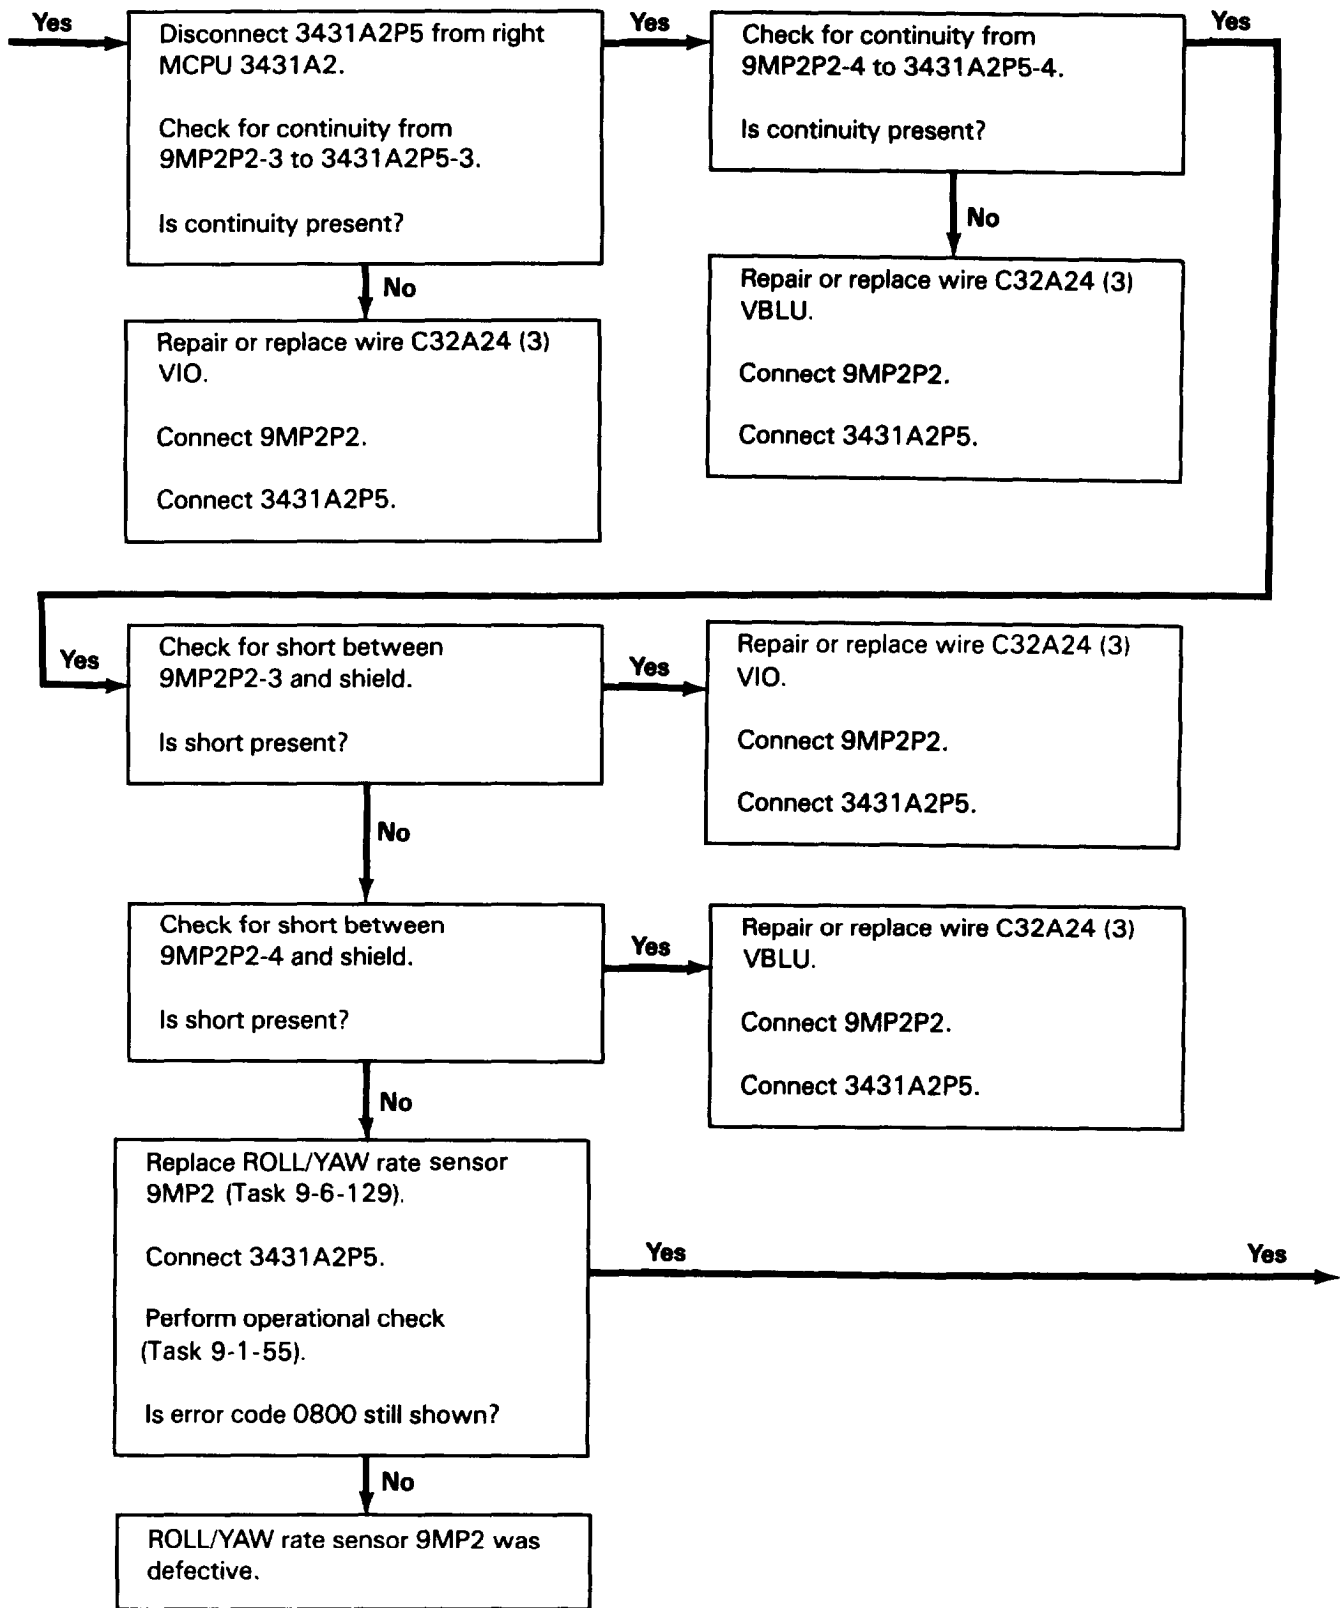 Yes
Disconnect 3431A2P5 from right
MCPU 3431A2.
Check for continuity from
9MP2P2-3 to 3431A2P5-3.
Is continuity present?
Yes
Check for continuity from
9MP2P2-4 to 3431A2P5-4.
Is continuity present?
Yes
No
Repair or replace wire C32A24 (3)
VIO.
Connect 9MP2P2.
Connect 3431A2P5.
No
Repair or replace wire C32A24 (3)
VBLU.
Connect 9MP2P2.
Connect 3431A2P5.
Yes
Check for short between
9MP2P2-3 and shield.
Is short present?
Yes
Repair or replace wire C32A24 (3)
VIO.
Connect 9MP2P2.
Connect 3431A2P5.
No
Check for short between
9MP2P2-4 and shield.
Is short present?
Yes
Repair or replace wire C32A24 (3)
VBLU.
Connect 9MP2P2.
Connect 3431A2P5.
No
Replace ROLL/YAW rate sensor
9MP2 (Task 9-6-129).
Connect 3431A2P5.
Perform operational check
(Task 9-1-55).
Is error code 0800 still shown?
Yes
Yes
No
ROLL/YAW rate sensor 9MP2 was
defective.